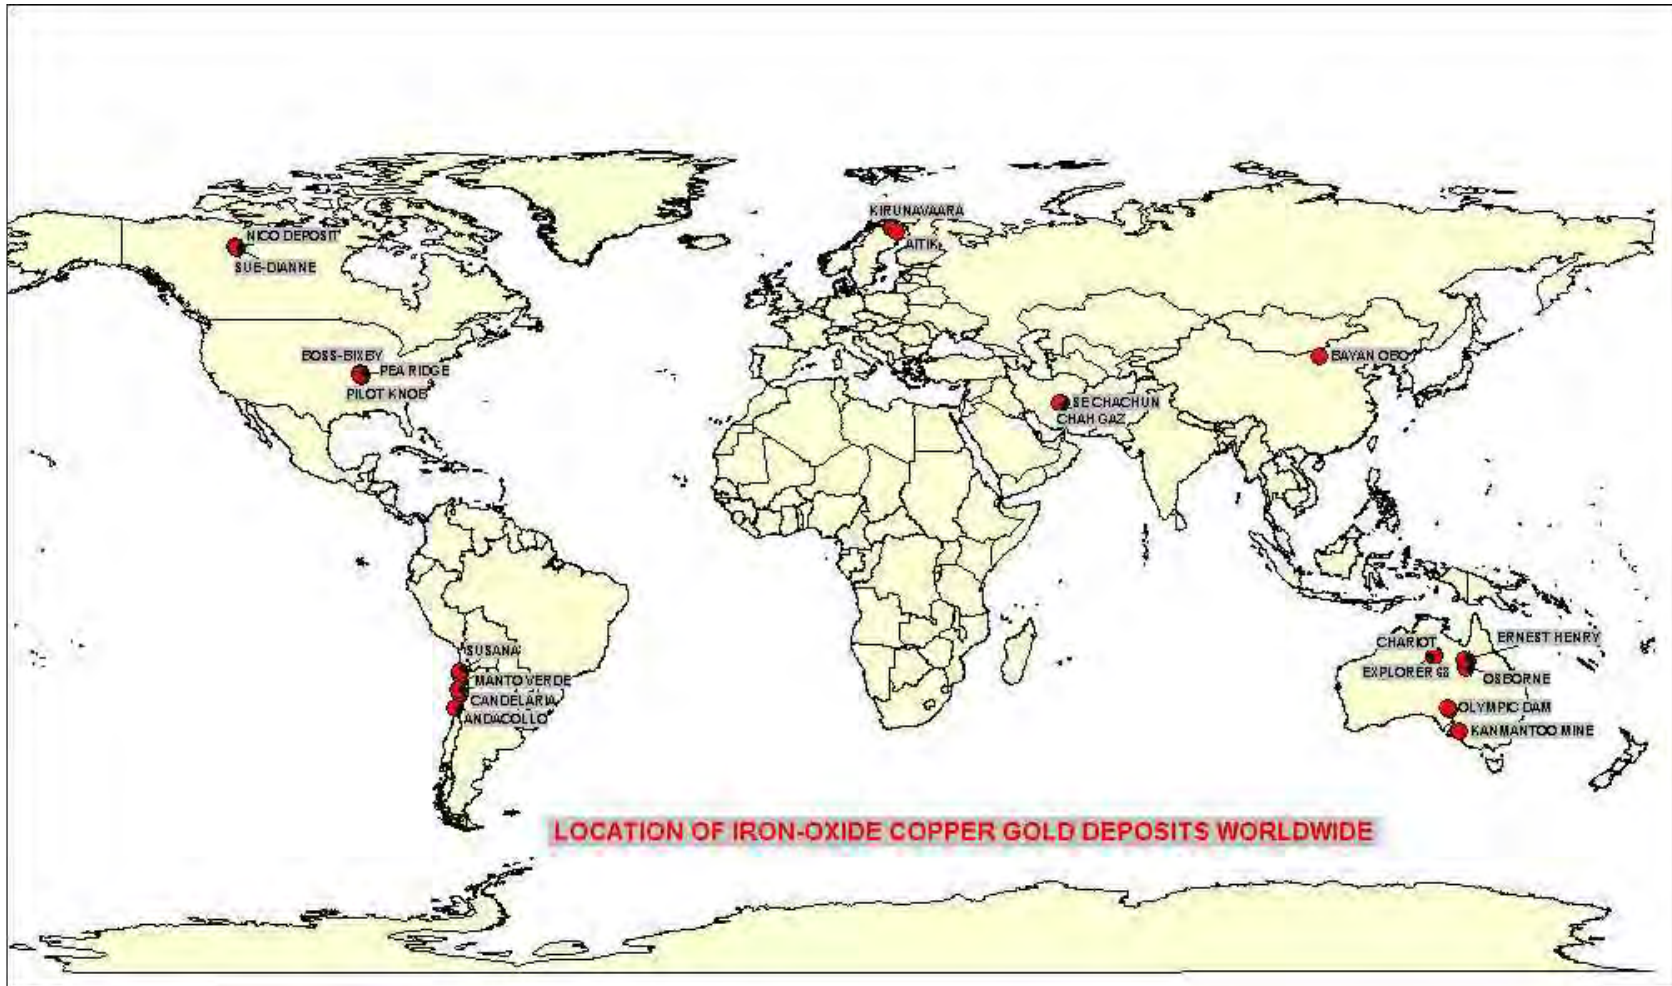 KIRUNAVAARA
AITIK
NICO DEPOSIT
SUE-DIANNE
BOSS-BIXBY
PEA RIDGE
PILOT KNOB
BAYAN OBO
SE CHACHUN
CHAH GAZ
SUSANA
MANTO VERDE
CANDELARIA
ANDACOLLO
CHARIOT
ERNEST HENRY
EXPLORER 68
OSBORNE
OLYMPIC DAM
KANMANTOO MINE
LOCATION OF IRON-OXIDE COPPER GOLD DEPOSITS WORLDWIDE